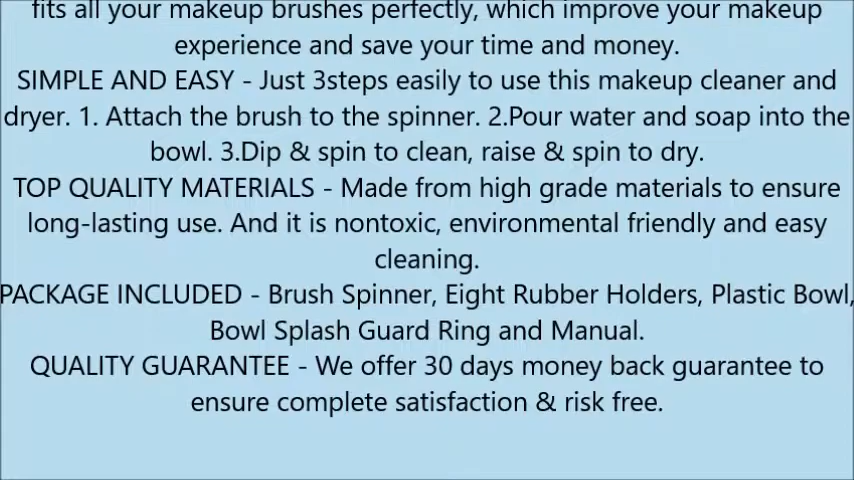 fits all your makeup brushes perfectly, which improve your makeup
experience and save your time and money.
SIMPLE AND EASY - Just 3steps easily to use this makeup cleaner and
dryer. 1. Attach the brush to the spinner. 2.Pour water and soap into the
bowl. 3.Dip & spin to clean, raise & spin to dry.
TOP QUALITY MATERIALS - Made from high grade materials to ensure
long-lasting use. And it is nontoxic, environmental friendly and easy
cleaning.
PACKAGE INCLUDED - Brush Spinner, Eight Rubber Holders, Plastic Bowl,
Bowl Splash Guard Ring and Manual.
QUALITY GUARANTEE - We offer 30 days money back guarantee to
ensure complete satisfaction & risk free.